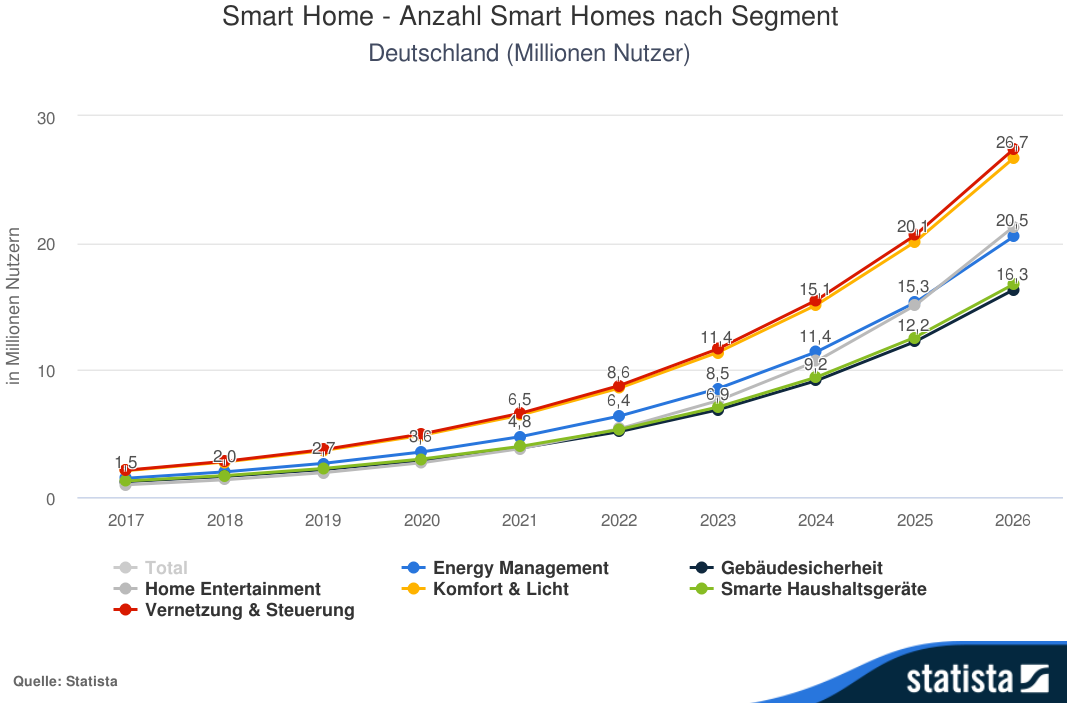 Smart Home - Anzahl Smart Homes nach Segment
Deutschland (Millionen Nutzer)
in Millionen Nutzern
30
20
10
0
26,7
20,1
20,5
15,1
15,3
16,3
11,4
11,4
12,2
8,6
8,5
9,2
6,5
6,4
6,9
4,8
3,6
2,7
2,0
1,5
2017 2018 2019 2020 2021 2022 2023 2024 2025 2026
Total Energy Management Gebäudesicherheit
Home Entertainment Komfort & Licht Smarte Haushaltsgeräte
Vernetzung & Steuerung
Quelle: Statista
statista